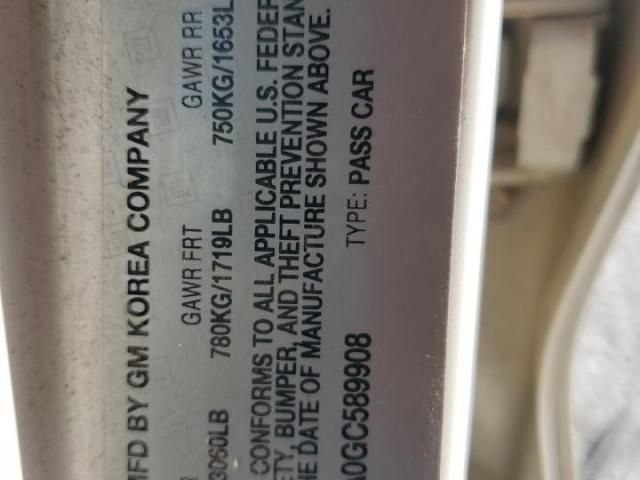 MFD BY GM KOREA COMPANY
GAWR FRT GAWR RR
3060LB 780KG/1719LB 750KG/1653L
CONFORMS TO ALL APPLICABLE U.S. FEDER
ETY, BUMPER, AND THEFT PREVENTION STAN
HE DATE OF MANUFACTURE SHOWN ABOVE.
A0GC589908 TYPE: PASS CAR